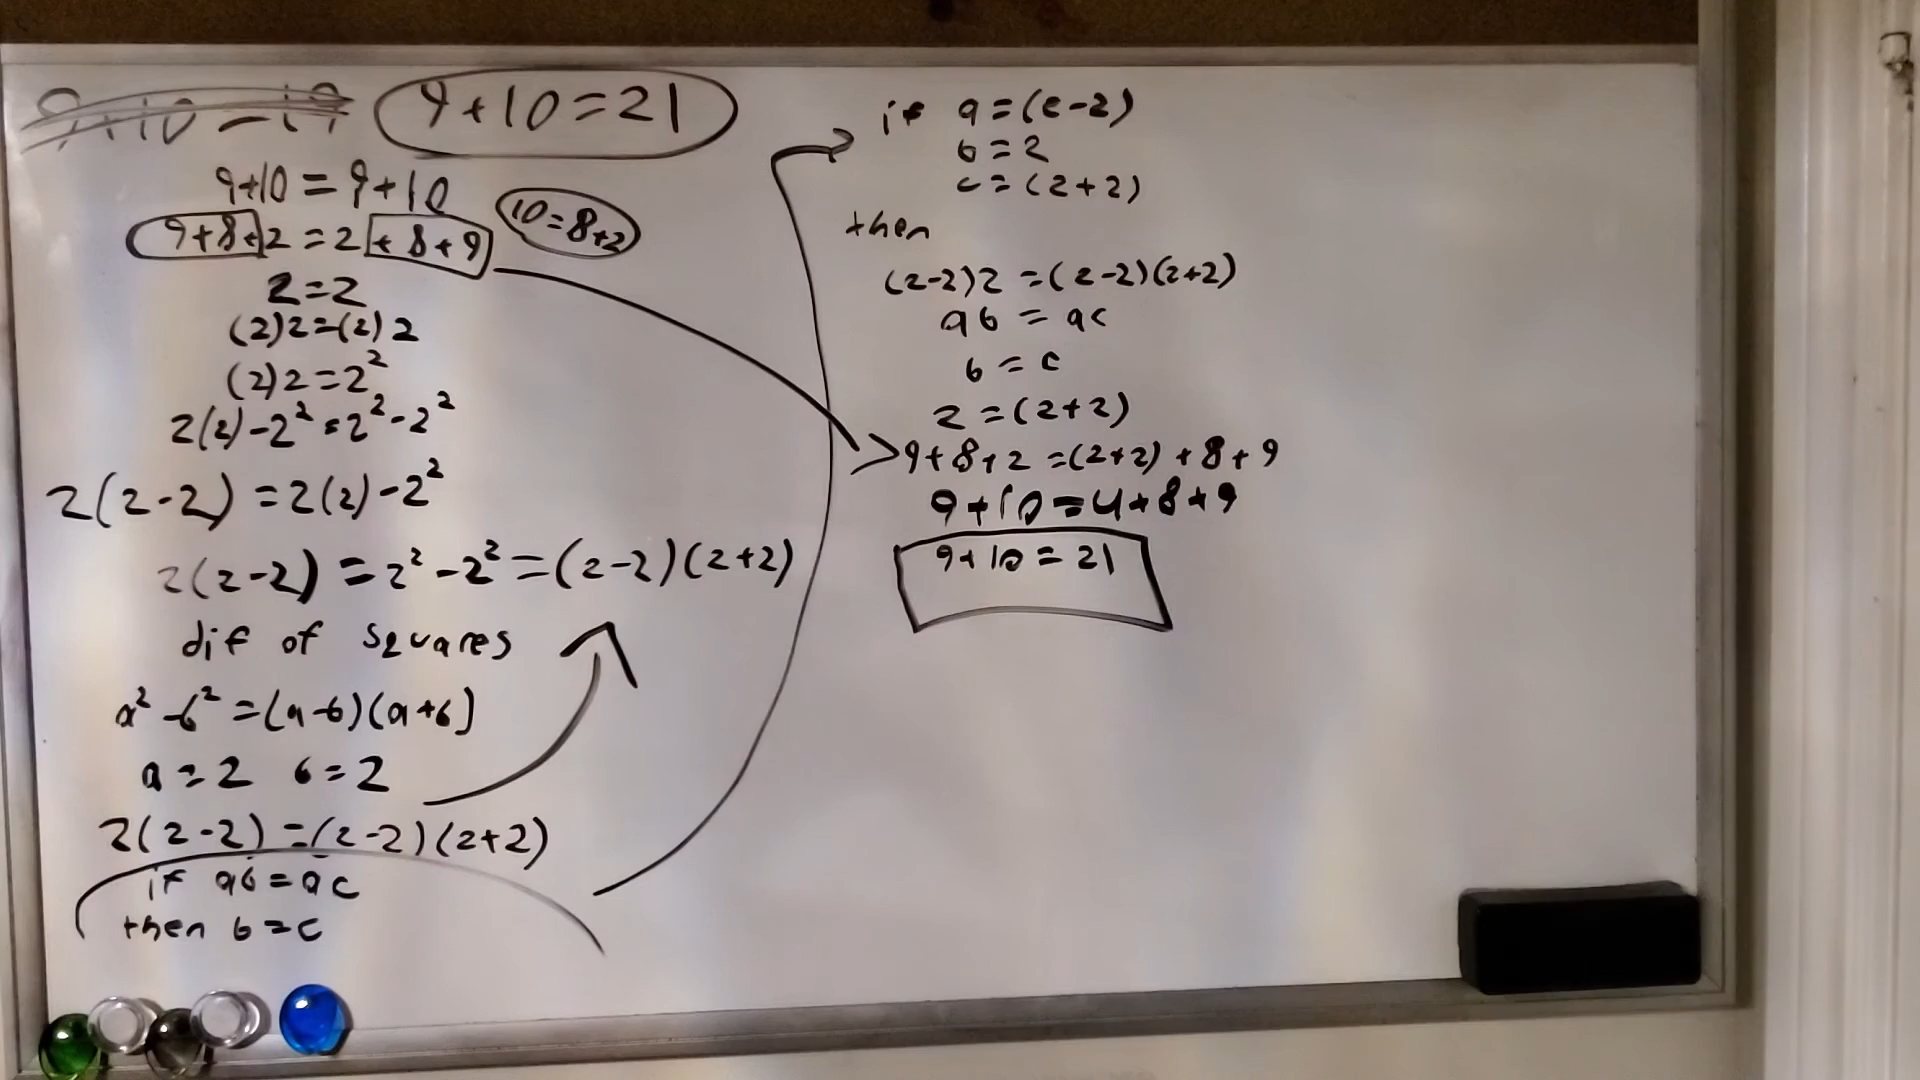 9+10=19 9+10=21
9+10=9+10
9+8+2=2+8+9 10=8+2
2=2
(2)2=(2)2
(2)2=2²
2(2)-2²=2²-2²
2(2-2)=2(2)-2²
2(2-2)=2²-2²=(2-2)(2+2)
dif of squares
a²-b²=(a-b)(a+b)
a=2 b=2
2(2-2)=(2-2)(2+2)
if ab=ac
then b=c
if a=(2-2)
b=2
c=(2+2)
then
(2-2)2=(2-2)(2+2)
ab=ac
b=c
2=(2+2)
9+8+2=(2+2)+8+9
9+10=4+8+9
9+10=21